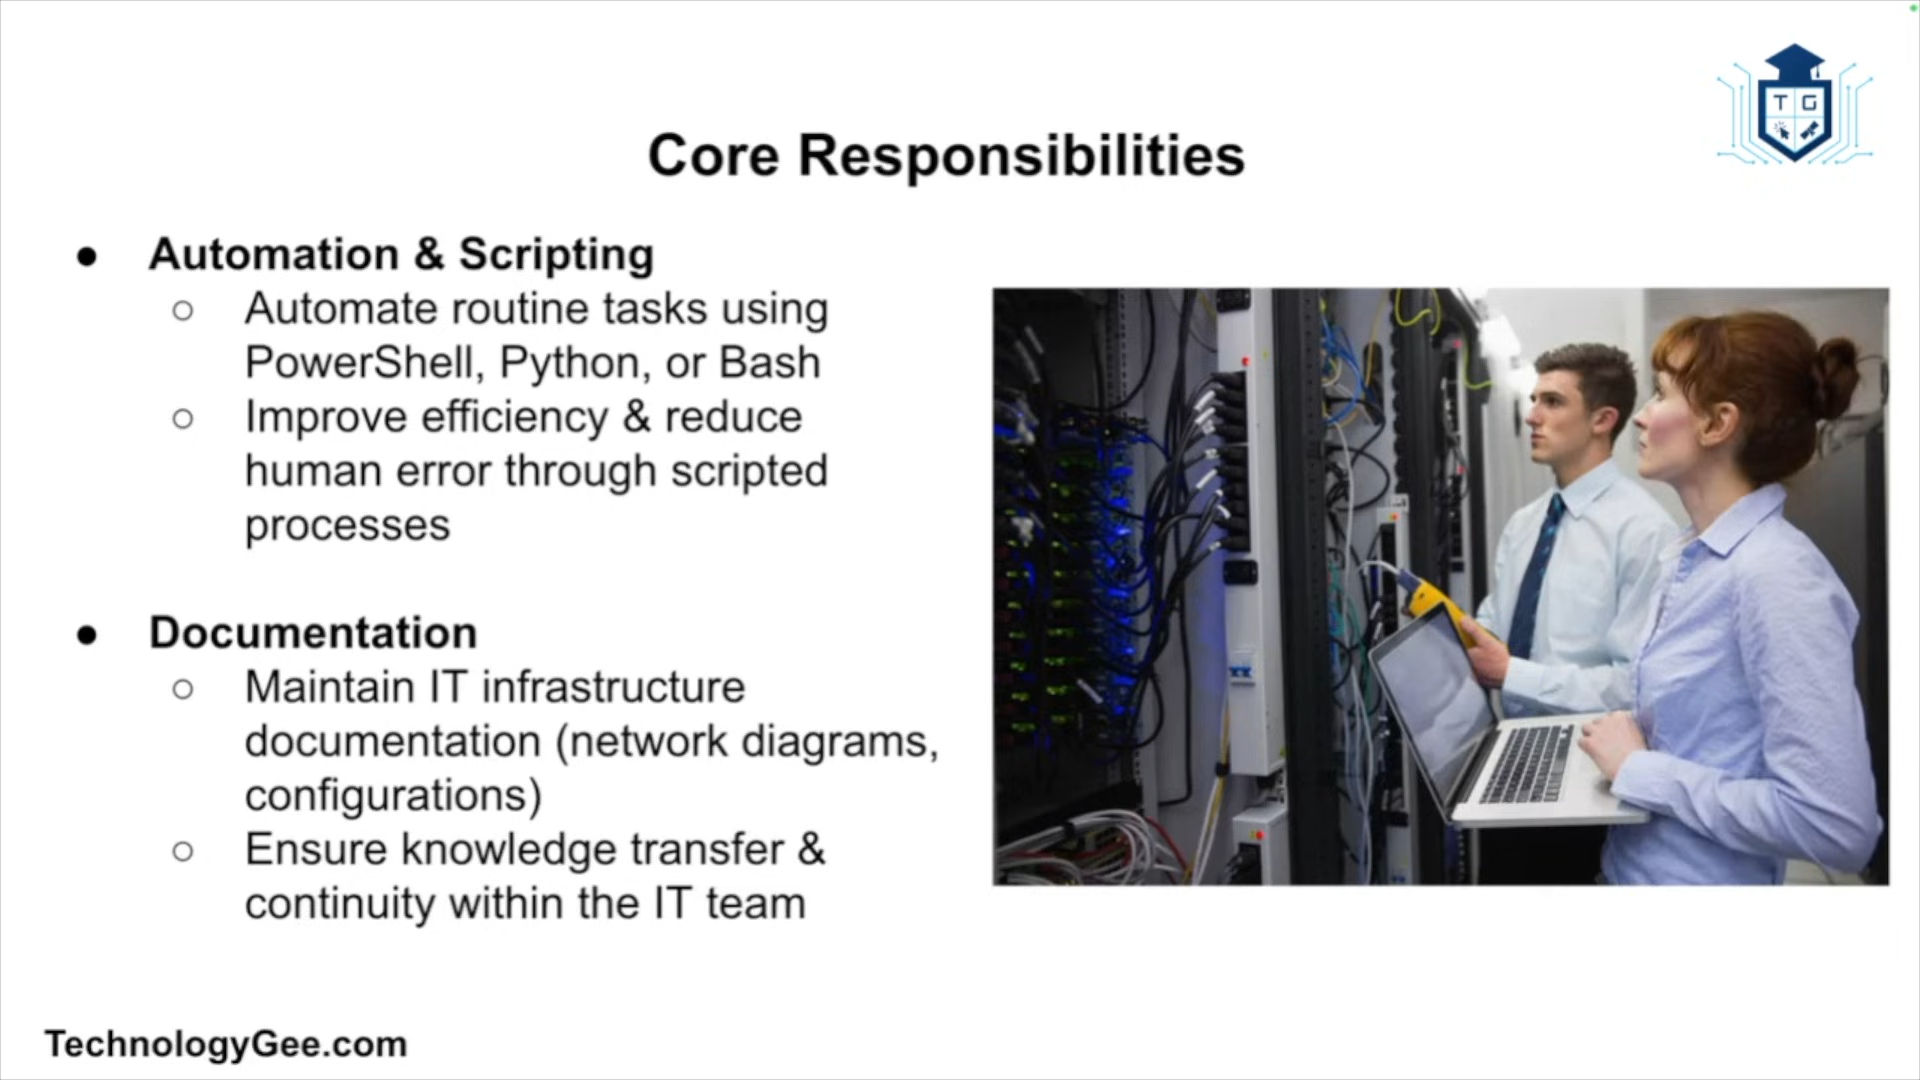 T G
Core Responsibilities
● Automation & Scripting
○ Automate routine tasks using
PowerShell, Python, or Bash
○ Improve efficiency & reduce
human error through scripted
processes
● Documentation
○ Maintain IT infrastructure
documentation (network diagrams,
configurations)
○ Ensure knowledge transfer &
continuity within the IT team
TechnologyGee.com